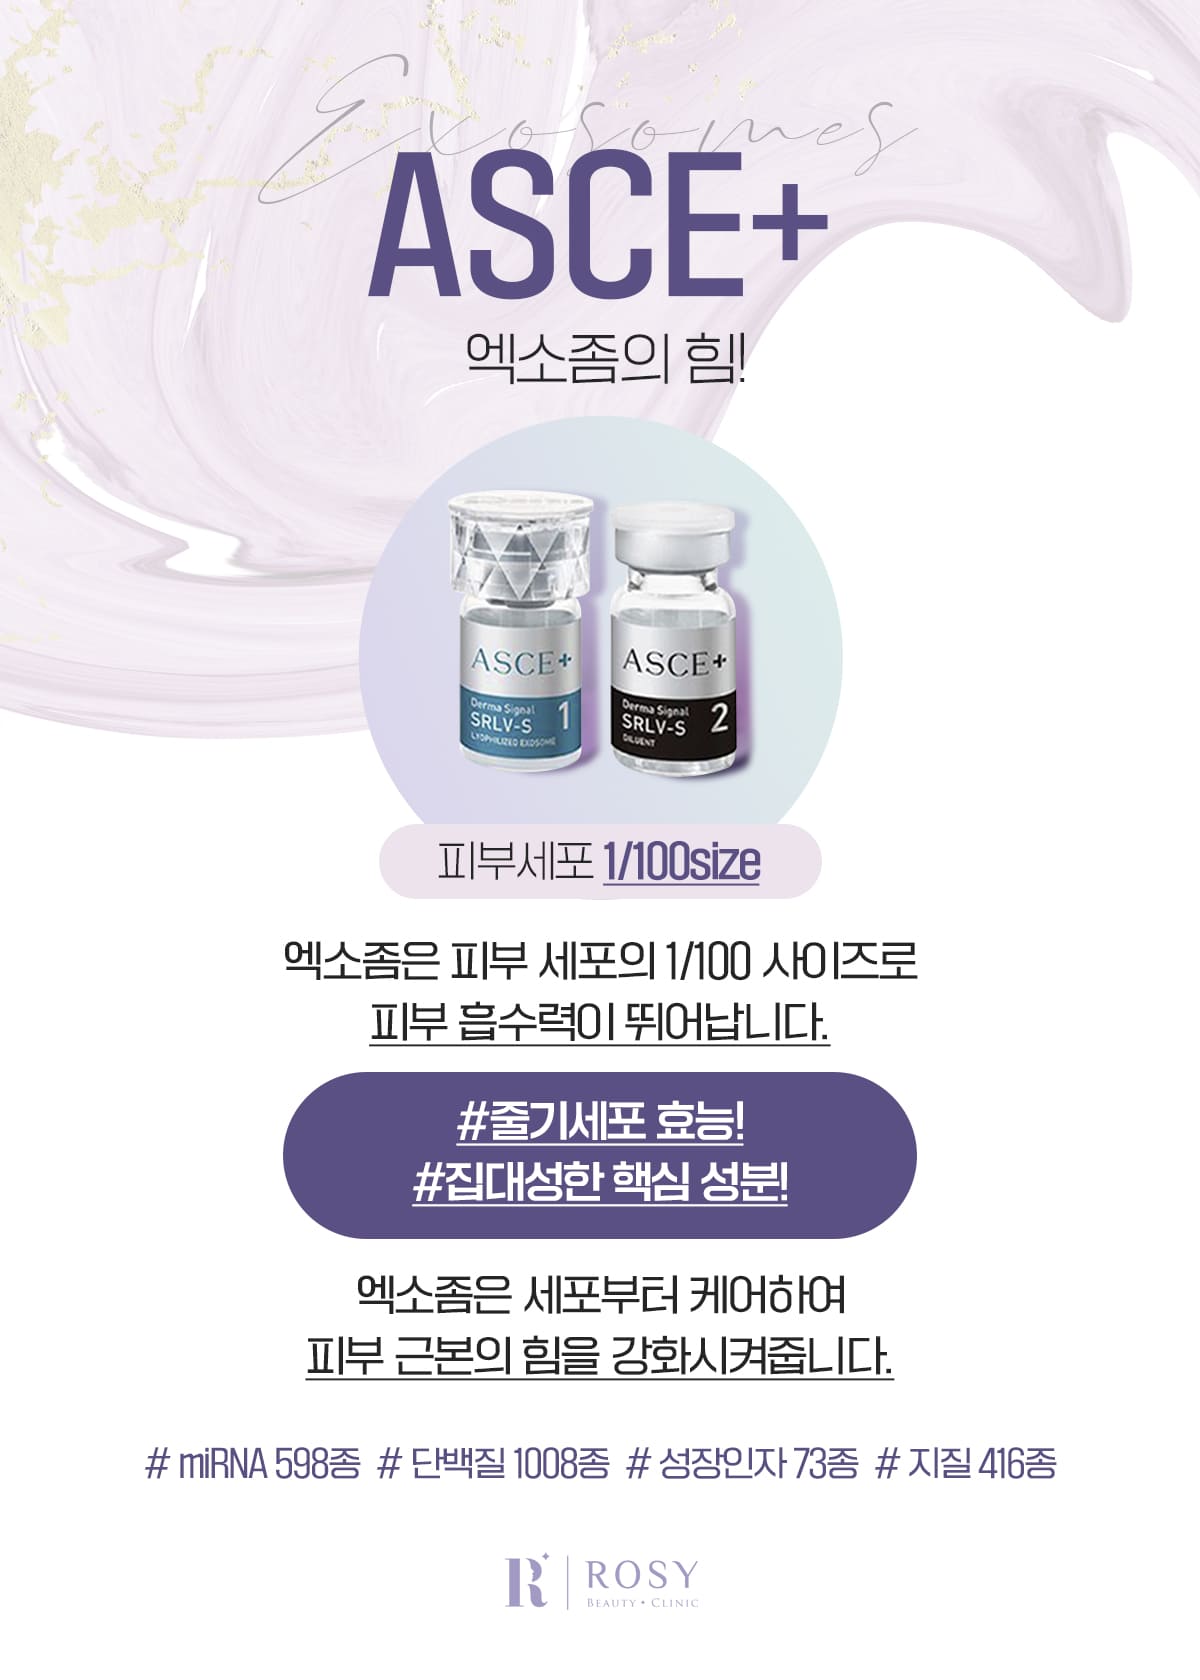 Exosomes
ASCE+
엑소좀의 힘!
ASCE+
Derma Signal
SRLV-S 1
LYOPHILIZED EXOSOME
ASCE+
Derma Signal
SRLV-S 2
DILUENT
피부세포 1/100size
엑소좀은 피부 세포의 1/100 사이즈로
피부 흡수력이 뛰어납니다.
#줄기세포 효능!
#집대성한 핵심 성분!
엑소좀은 세포부터 케어하여
피부 근본의 힘을 강화시켜줍니다.
# miRNA 598종 # 단백질 1008종 # 성장인자 73종 # 지질 416종
R ROSY
BEAUTY • CLINIC